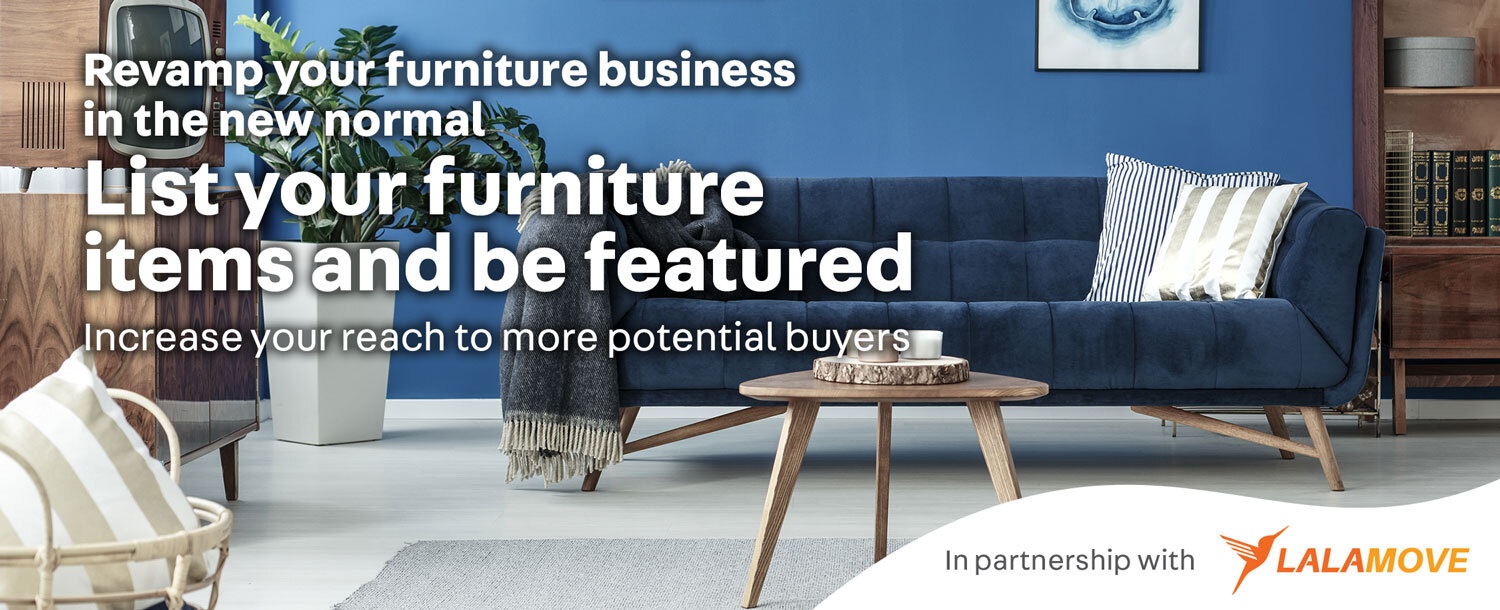 Revamp your furniture business
in the new normal
List your furniture
items and be featured
Increase your reach to more potential buyers
In partnership with
LALAMOVE